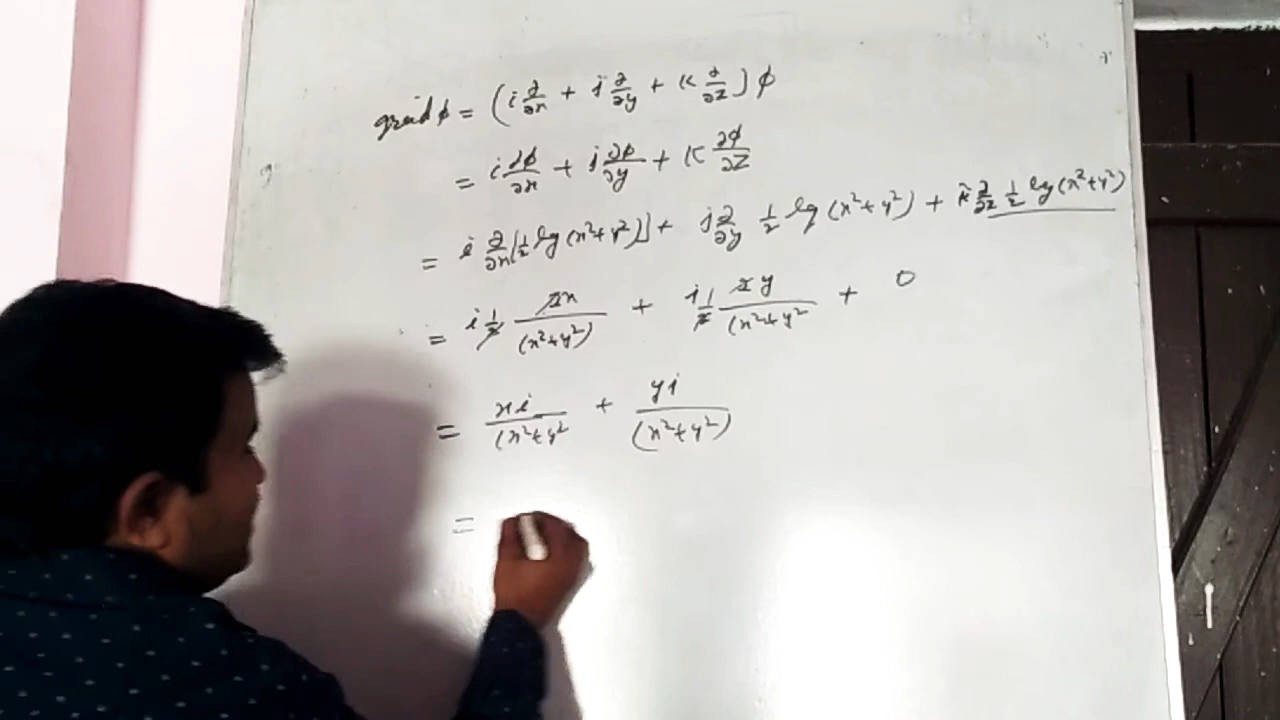 grad ϕ = (i ∂/∂x + j ∂/∂y + k ∂/∂z) ϕ
= i ∂ϕ/∂x + j ∂ϕ/∂y + k ∂ϕ/∂z
= i ∂/∂x [1/2 log (x²+y²)] + j ∂/∂y 1/2 log (x²+y²) + k ∂/∂z 1/2 log (x²+y²)
= i 1/2 2x/(x²+y²) + j 1/2 2y/(x²+y² + 0
= xi/(x²+y² + yj/(x²+y²)
=